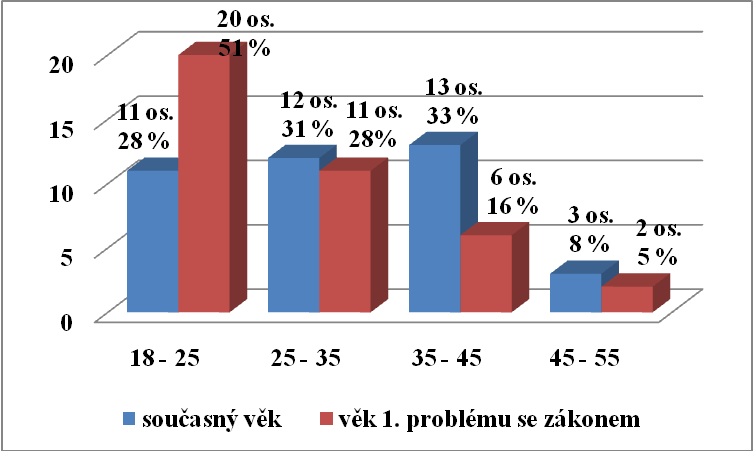 20 os.
51 %
20
15
10
5
0
11 os.
28 %
12 os.
31 %
11 os.
28%
13 os.
33 %
6 os.
16 %
3 os.
8 %
2 os.
5 %
18 - 25
25 - 35
35 - 45
45 - 55
současný věk
věk 1. problému se zákonem